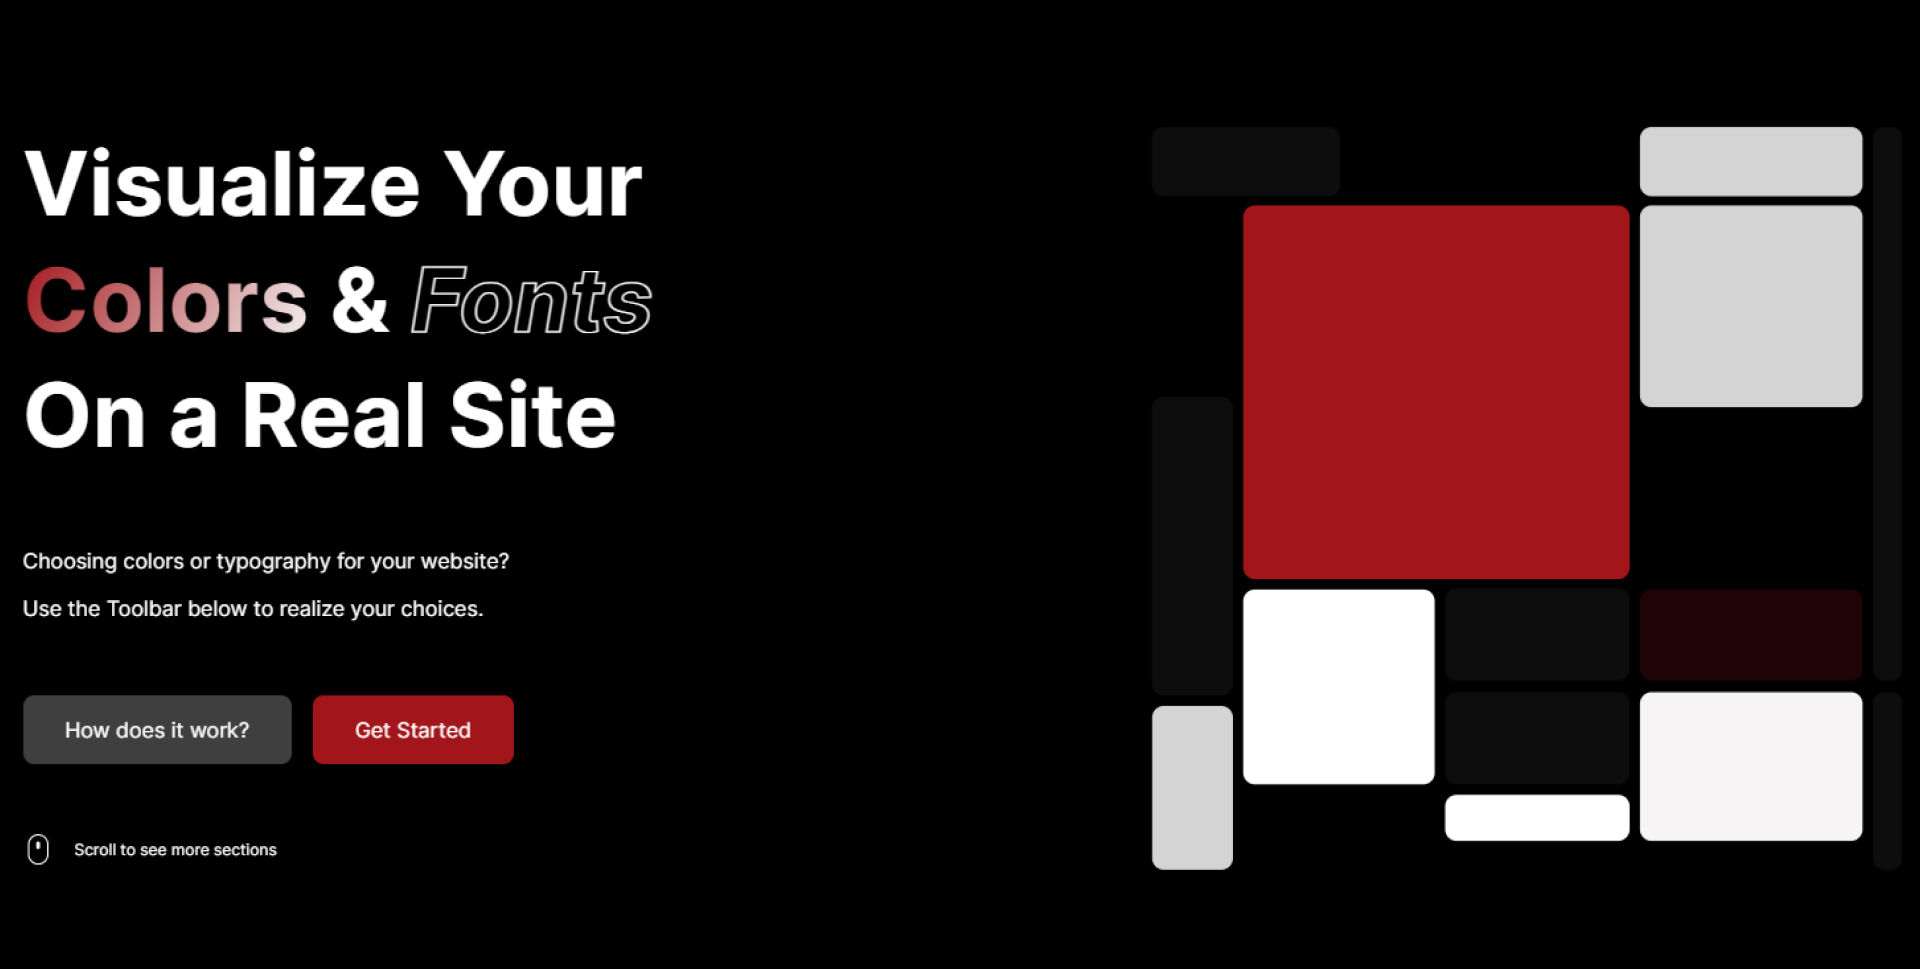 Visualize Your
Colors & Fonts
On a Real Site
Choosing colors or typography for your website?
Use the Toolbar below to realize your choices.
How does it work?
Get Started
Scroll to see more sections